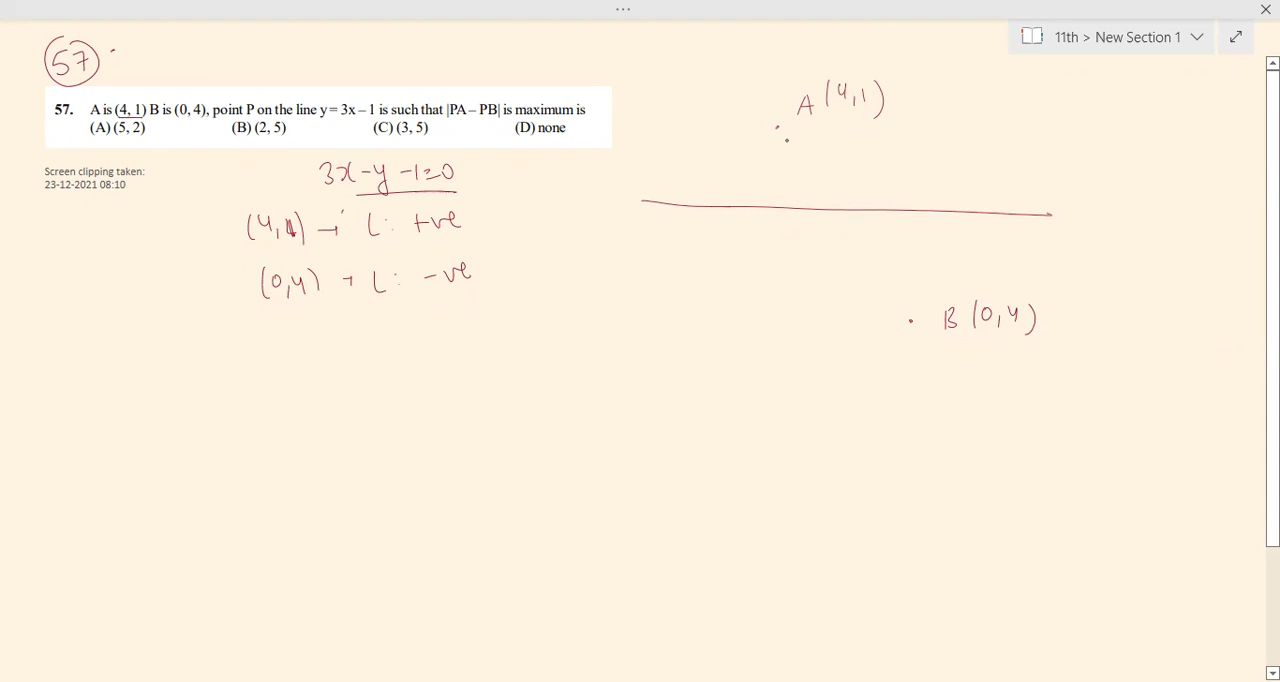 11th > New Section 1
57
57. A is (4, 1) B is (0, 4), point P on the line y = 3x – 1 is such that |PA – PB| is maximum is
(A) (5, 2) (B) (2, 5) (C) (3, 5) (D) none
Screen clipping taken:
23-12-2021 08:10
3x - y - 1 = 0
(4,1) → L: +ve
(0,4) → L: -ve
A (4,1)
B (0,4)